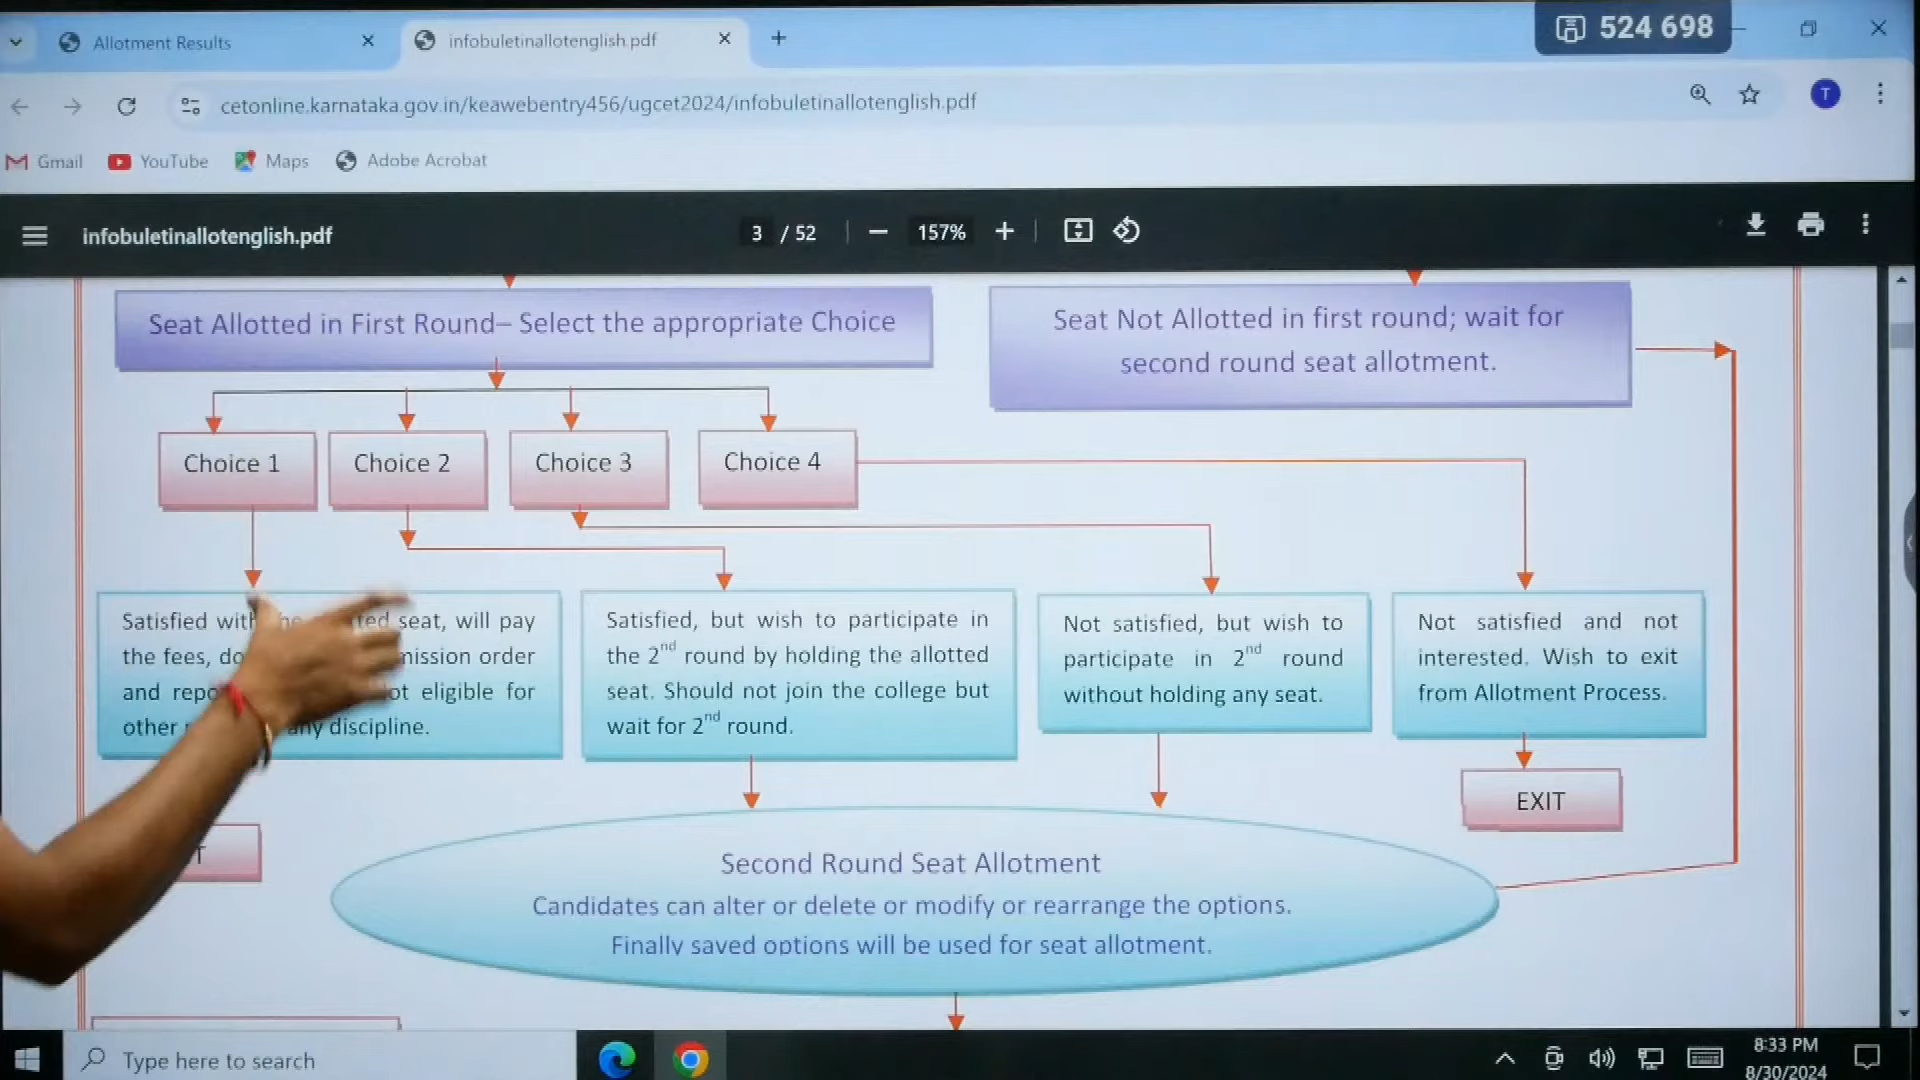 Allotment Results
infobuletinallotenglish.pdf
524 698
cetonline.karnataka.gov.in/keawebentry456/ugcet2024/infobuletinallotenglish.pdf
T
Gmail
YouTube
Maps
Adobe Acrobat
infobuletinallotenglish.pdf
3 / 52
157%
Seat Allotted in First Round– Select the appropriate Choice
Seat Not Allotted in first round; wait for
second round seat allotment.
Choice 1
Choice 2
Choice 3
Choice 4
Satisfied seat, will pay
the fees, order
and eligible for
other any discipline.
Satisfied, but wish to participate in
the 2nd round by holding the allotted
seat. Should not join the college but
wait for 2nd round.
Not satisfied, but wish to
participate in 2nd round
without holding any seat.
Not satisfied and not
interested. Wish to exit
from Allotment Process.
EXIT
Second Round Seat Allotment
Candidates can alter or delete or modify or rearrange the options.
Finally saved options will be used for seat allotment.
Type here to search
8:33 PM
8/30/2024